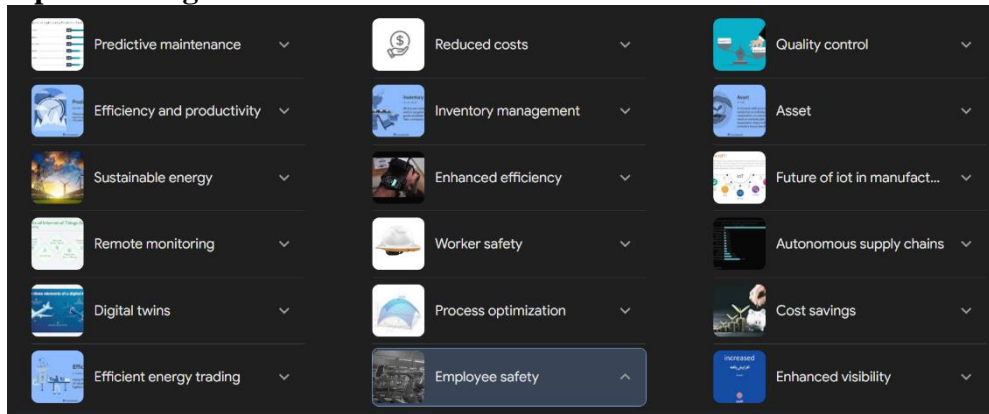 Predictive maintenance
Reduced costs
Quality control
Efficiency and productivity
Inventory management
Asset
Sustainable energy
Enhanced efficiency
Future of iot in manufact...
Remote monitoring
Worker safety
Autonomous supply chains
Digital twins
Process optimization
Cost savings
Efficient energy trading
Employee safety
increased
Enhanced visibility